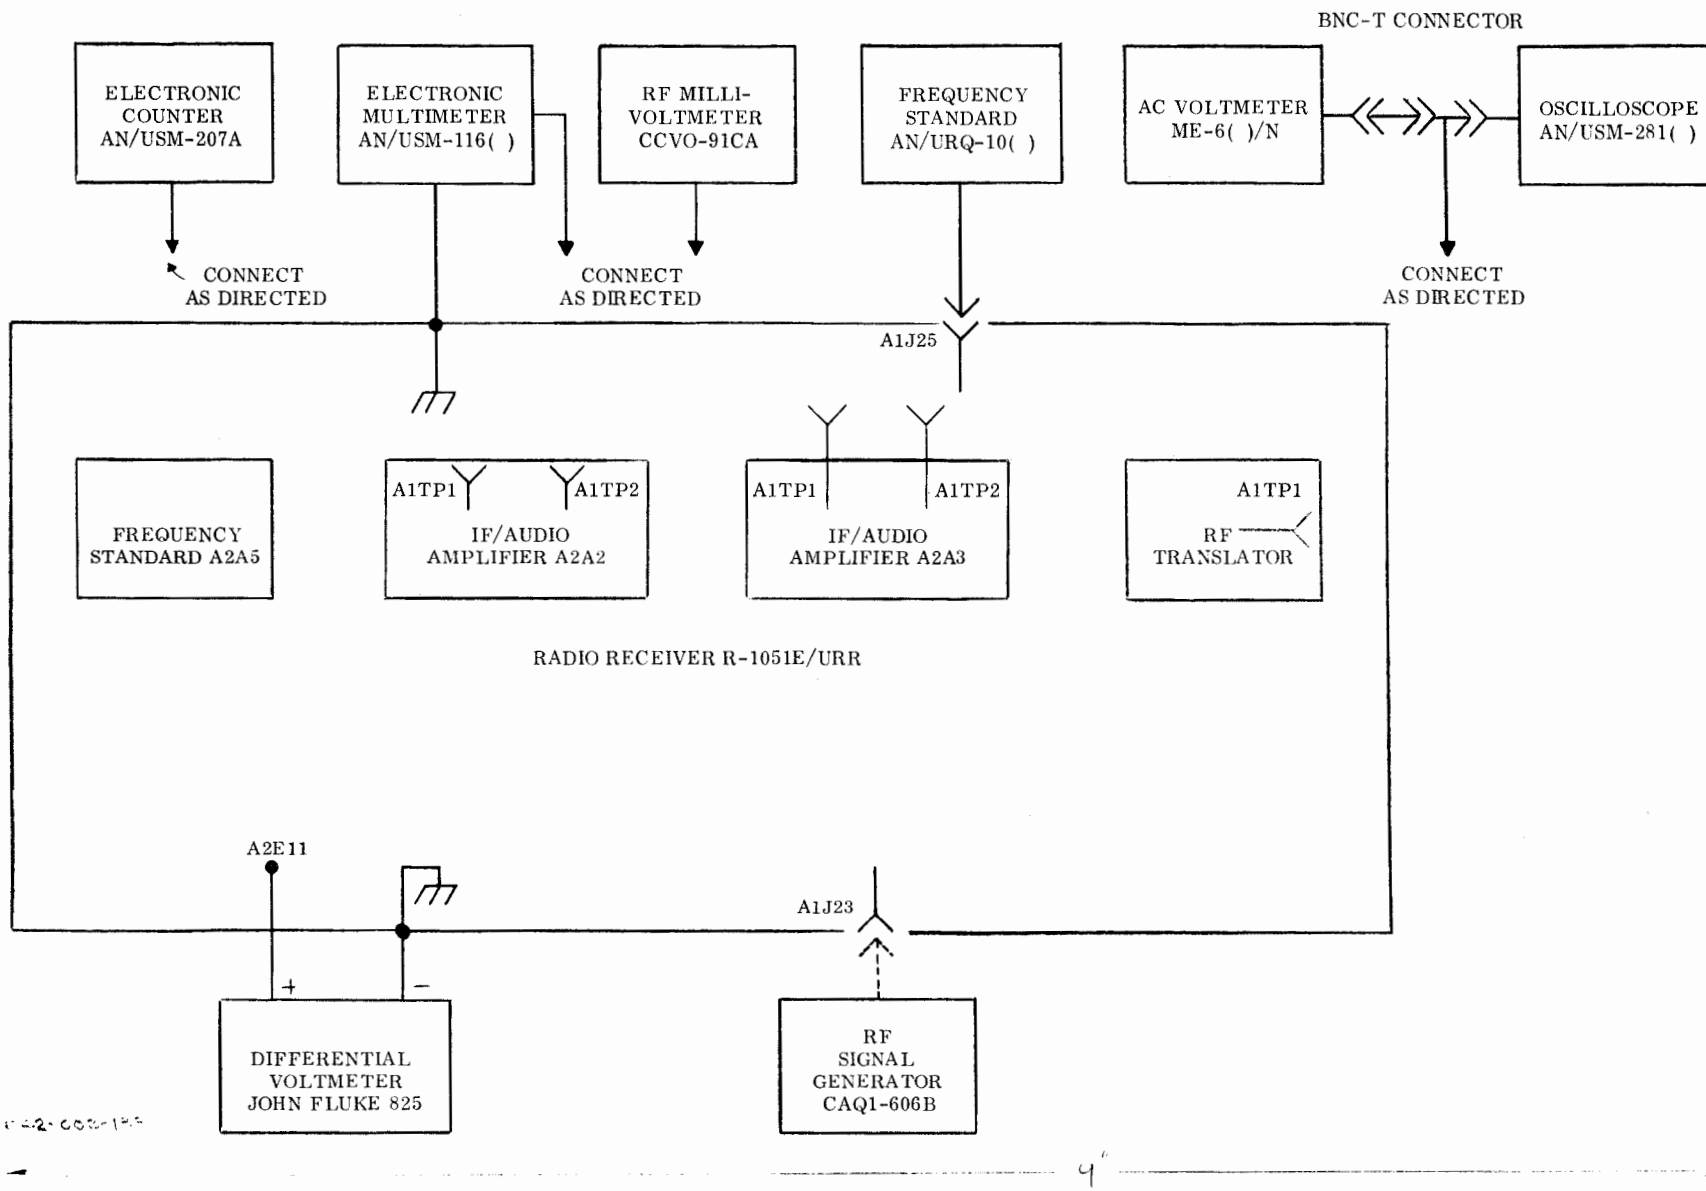 BNC-T CONNECTOR
ELECTRONIC
COUNTER
AN/USM-207A
ELECTRONIC
MULTIMETER
AN/USM-116( )
RF MILLI-
VOLTMETER
CCVO-91CA
FREQUENCY
STANDARD
AN/URQ-10( )
AC VOLTMETER
ME-6( )/N
OSCILLOSCOPE
AN/USM-281( )
CONNECT
AS DIRECTED
CONNECT
AS DIRECTED
CONNECT
AS DIRECTED
A1J25
FREQUENCY
STANDARD A2A5
A1TP1
A1TP2
IF/AUDIO
AMPLIFIER A2A2
A1TP1
A1TP2
IF/AUDIO
AMPLIFIER A2A3
A1TP1
RF
TRANSLATOR
RADIO RECEIVER R-1051E/URR
A2E11
A1J23
+
-
DIFFERENTIAL
VOLTMETER
JOHN FLUKE 825
RF
SIGNAL
GENERATOR
CAQ1-606B
4"